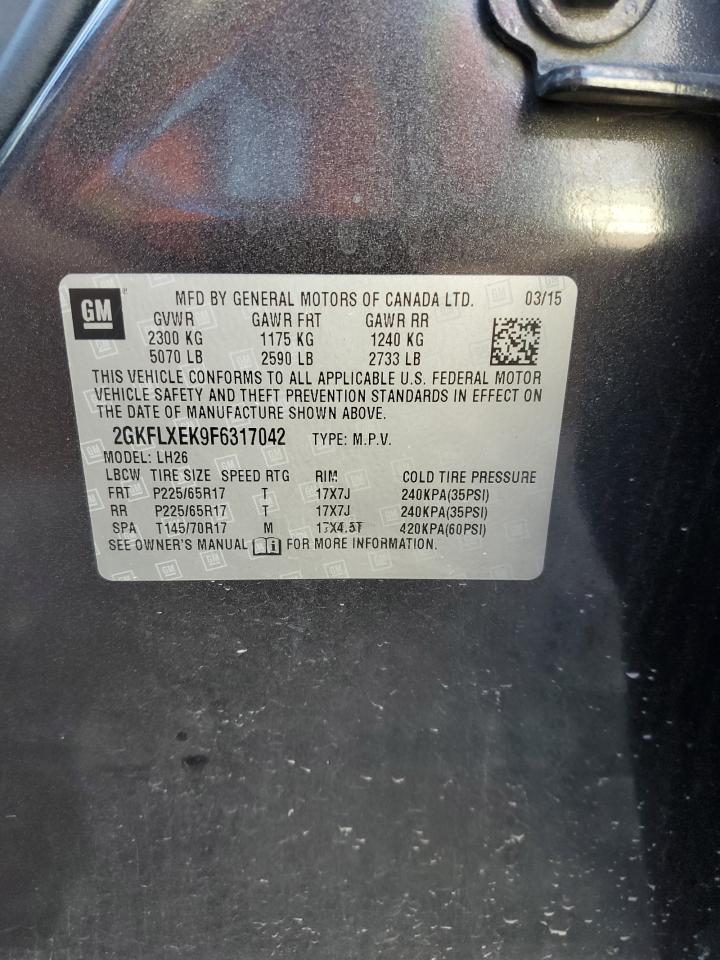 GM MFD BY GENERAL MOTORS OF CANADA LTD. 03/15
GVWR GAWR FRT GAWR RR
2300 KG 1175 KG 1240 KG
5070 LB 2590 LB 2733 LB
THIS VEHICLE CONFORMS TO ALL APPLICABLE U.S. FEDERAL MOTOR
VEHICLE SAFETY AND THEFT PREVENTION STANDARDS IN EFFECT ON
THE DATE OF MANUFACTURE SHOWN ABOVE.
2GKFLXEK9F6317042 TYPE: M.P.V.
MODEL: LH26
LBCW TIRE SIZE SPEED RTG RIM COLD TIRE PRESSURE
FRT P225/65R17 T 17X7J 240KPA(35PSI)
RR P225/65R17 T 17X7J 240KPA(35PSI)
SPA T145/70R17 M 17X4.5T 420KPA(60PSI)
SEE OWNER'S MANUAL FOR MORE INFORMATION.